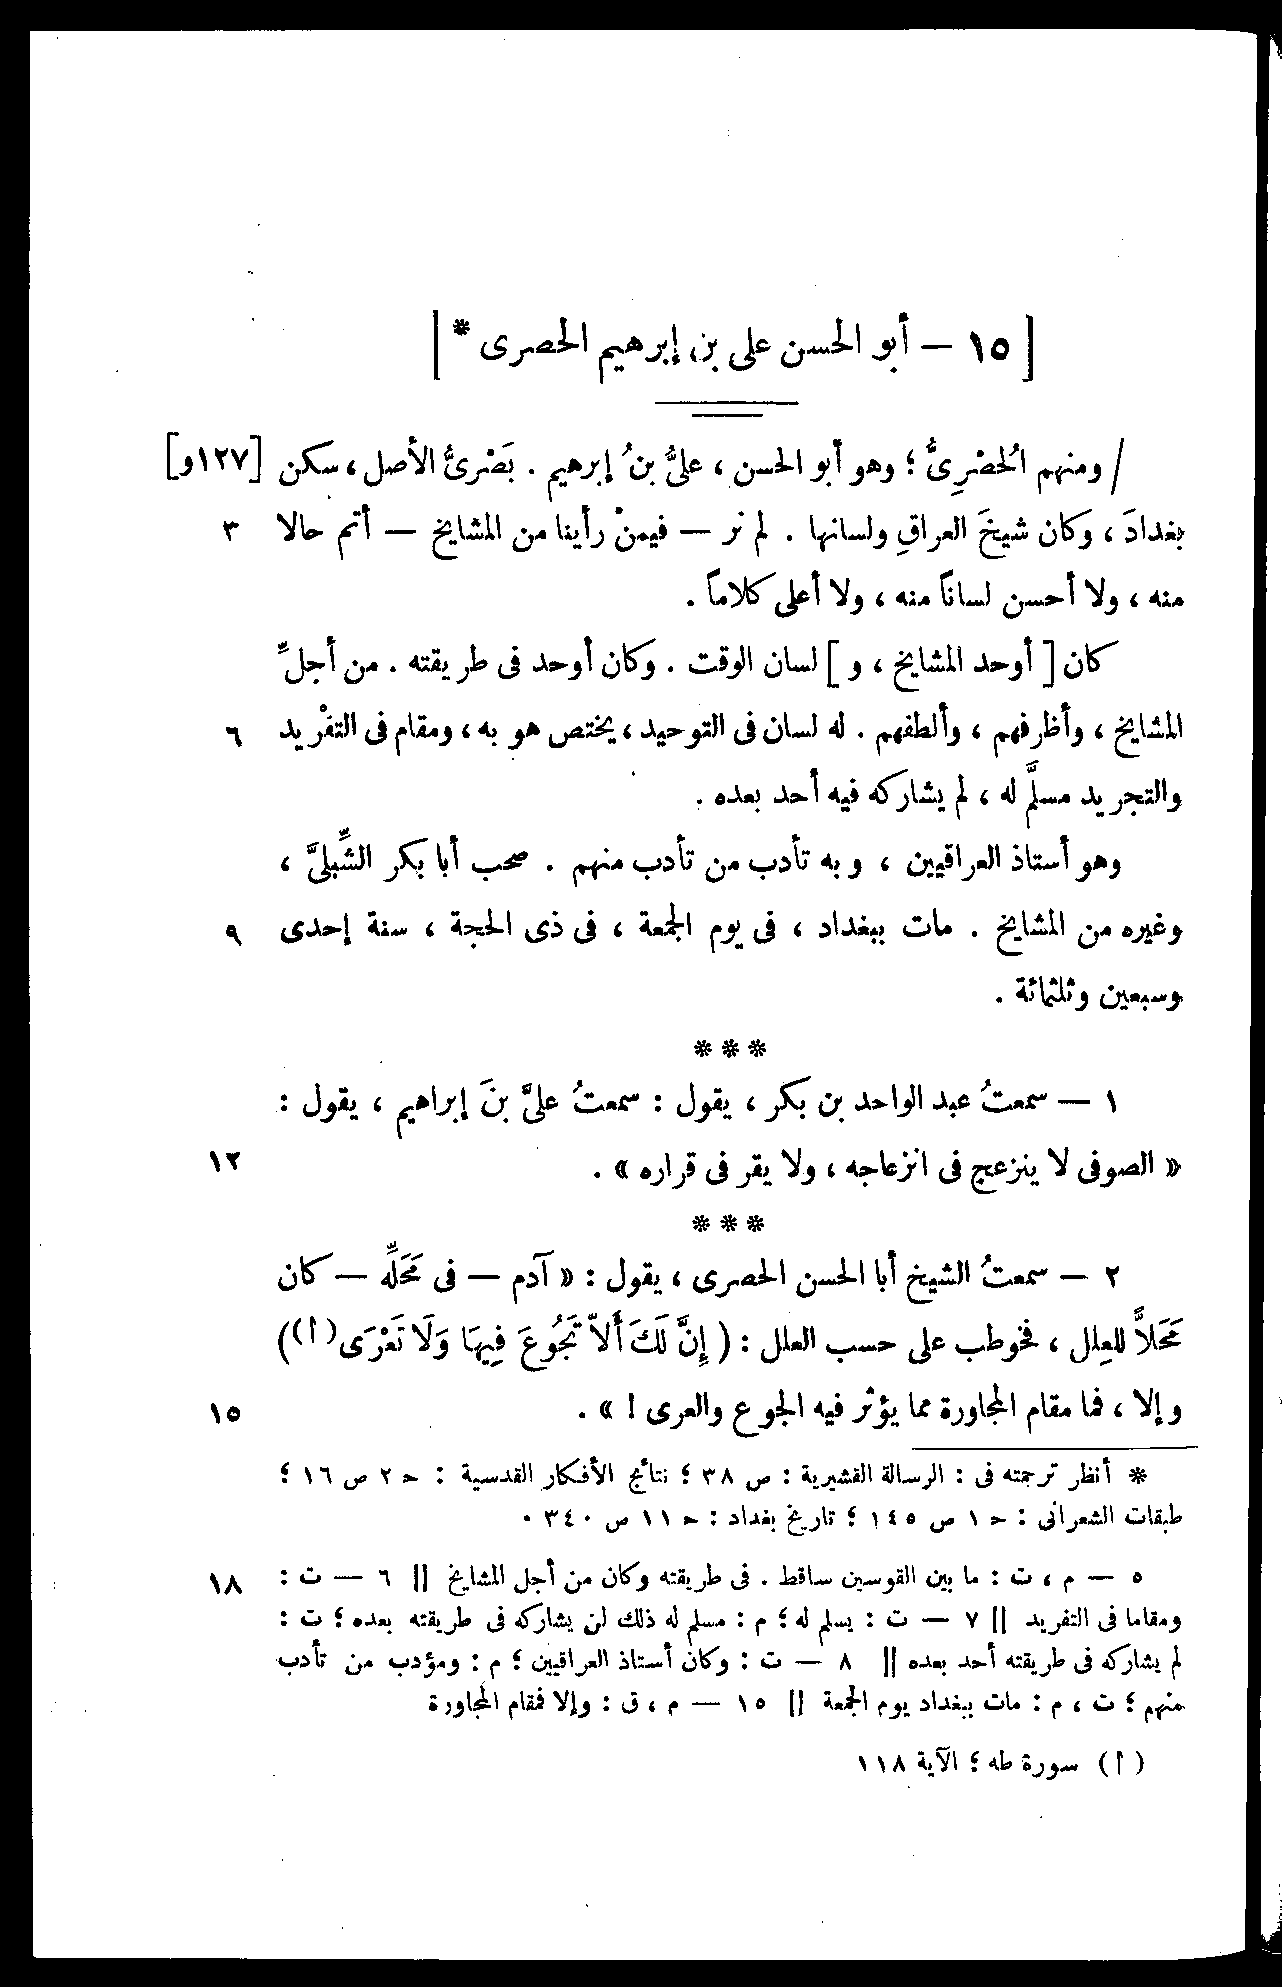 [ ١٥ — أبو الحسن على بن إبرهيم الحصرى * ]
/ ومنهم الُحصْرِىُّ ؛ وهو أبو الحسن ، علىُّ بنُ إبرهيم . بَصْرىُّ الأصل ، سكن [١٢٧و]
بغدادَ ، وكان شيخَ العراقِ ولسانها . لم نر — فيمنْ رأينا من المشايخ — أتم حالا ٣
منه ، ولا أحسن لساناً منه ، ولا أعلى كلاماً .
كان [ أوحد المشايخ ، و ] لسان الوقت . وكان أوحد فى طريقته . من أجلِّ
المشايخ ، وأظرفهم ، وألطفهم . له لسان فى التوحيد ، يختص هو به ، ومقام فى التفْريد ٦
والتجريد مسلَّم له ، لم يشاركه فيه أحد بعده .
وهو أستاذ العراقيين ، وبه تأدب من تأدب منهم . صحب أبا بكر الشِّبلىَّ ،
وغيره من المشايخ . مات ببغداد ، فى يوم الجمعة ، فى ذى الحجة ، سنة إحدى ٩
وسبعين وثلثمائة .
* * *
١ — سمعتُ عبد الواحد بن بكر ، يقول : سمعتُ علىَّ بنَ إبراهيم ، يقول :
« الصوفى لا ينزعج فى انزعاجه ، ولا يقر فى قراره » . ١٢
* * *
٢ — سمعتُ الشيخ أبا الحسن الحصرى ، يقول : « آدم — فى مَحَلِّه — كان
مَحَلاًّ للعِلل ، فخوطب على حسب العلل : ( إِنَّ لَكَ أَلاَّ تَجُوعَ فِيهَا وَلَا تَعْرَى(أ))
وإلا ، فما مقام المجاورة مما يؤثر فيه الجوع والعرى ! » . ١٥
* أنظر ترجمته فى : الرسالة القشيرية : ص ٣٨ ؛ نتائج الأفكار القدسية : حـ ٢ ص ١٦ ؛
طبقات الشعرانى : حـ ١ ص ١٤٥ ؛ تاريخ بغداد : حـ ١١ ص ٣٤٠ .
٥ — م ، ت : ما بين القوسين ساقط . فى طريقته وكان من أجل المشايخ || ٦ — ت : ١٨
ومقاما فى التفريد || ٧ — ت : يسلم له ؛ م : مسلم له ذلك لن يشاركه فى طريقته بعده ؛ ت :
لم يشاركه فى طريقته أحد بعده || ٨ — ت : وكان أستاذ العراقيين ؛ م : ومؤدب من تأدب
منهم ؛ ت ، م : مات ببغداد يوم الجمعة || ١٥ — م ، ق : وإلا فمقام المجاورة
( أ ) سورة طه ؛ الآية ١١٨